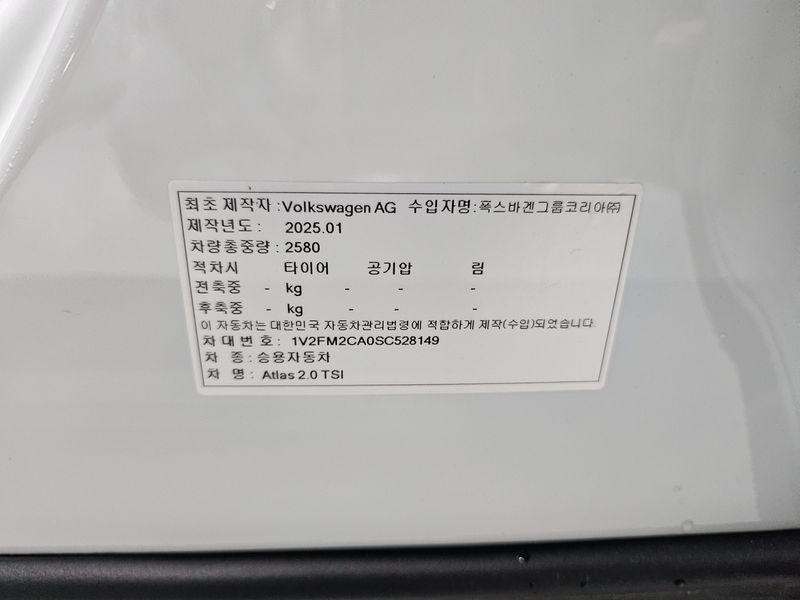 최초 제작자 : Volkswagen AG 수입자명 : 폭스바겐그룹코리아㈜
제작년도 : 2025.01
차량총중량 : 2580
적차시 타이어 공기압 림
전축중 - kg - - -
후축중 - kg - - -
이 자동차는 대한민국 자동차관리법령에 적합하게 제작(수입)되었습니다.
차 대 번 호 : 1V2FM2CA0SC528149
차 종 : 승용자동차
차 명 : Atlas 2.0 TSI